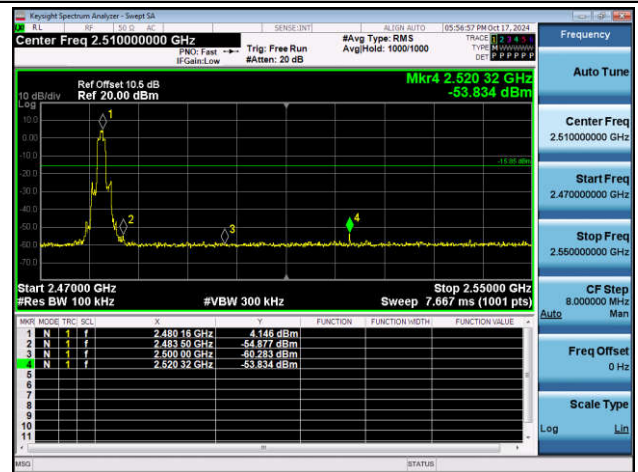 Keysight Spectrum Analyzer - Swept SA
RL RF 50 Ω AC SENSE:INT ALIGN AUTO 05:56:57 PM Oct 17, 2024
Center Freq 2.510000000 GHz
PNO: Fast
IFGain:Low
Trig: Free Run
#Atten: 20 dB
#Avg Type: RMS
Avg|Hold: 1000/1000
TRACE 1 2 3 4 5 6
TYPE M W W W W W
DET P P P P P P
Ref Offset 10.5 dB
10 dB/div Ref 20.00 dBm
Log
Mkr4 2.520 32 GHz
-53.834 dBm
10.0
0.00
-10.0
-20.0
-30.0
-40.0
-50.0
-60.0
-70.0
1
2
3
4
-15.85 dBm
Start 2.47000 GHz Stop 2.55000 GHz
#Res BW 100 kHz #VBW 300 kHz Sweep 7.667 ms (1001 pts)
MKR MODE TRC SCL X Y FUNCTION FUNCTION WIDTH FUNCTION VALUE
1 N 1 f 2.480 16 GHz 4.146 dBm
2 N 1 f 2.483 50 GHz -54.877 dBm
3 N 1 f 2.500 00 GHz -60.283 dBm
4 N 1 f 2.520 32 GHz -53.834 dBm
5
6
7
8
9
10
11
MSG STATUS
Frequency
Auto Tune
Center Freq
2.510000000 GHz
Start Freq
2.470000000 GHz
Stop Freq
2.550000000 GHz
CF Step
8.000000 MHz
Auto Man
Freq Offset
0 Hz
Scale Type
Log Lin